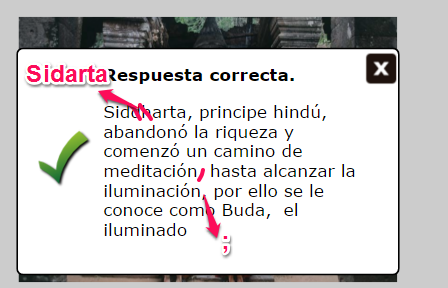 Sidarta
Respuesta correcta.
X
Siddharta, principe hindú,
abandonó la riqueza y
comenzó un camino de
meditación, hasta alcanzar la
iluminación, por ello se le
conoce como Buda, el
iluminado
;